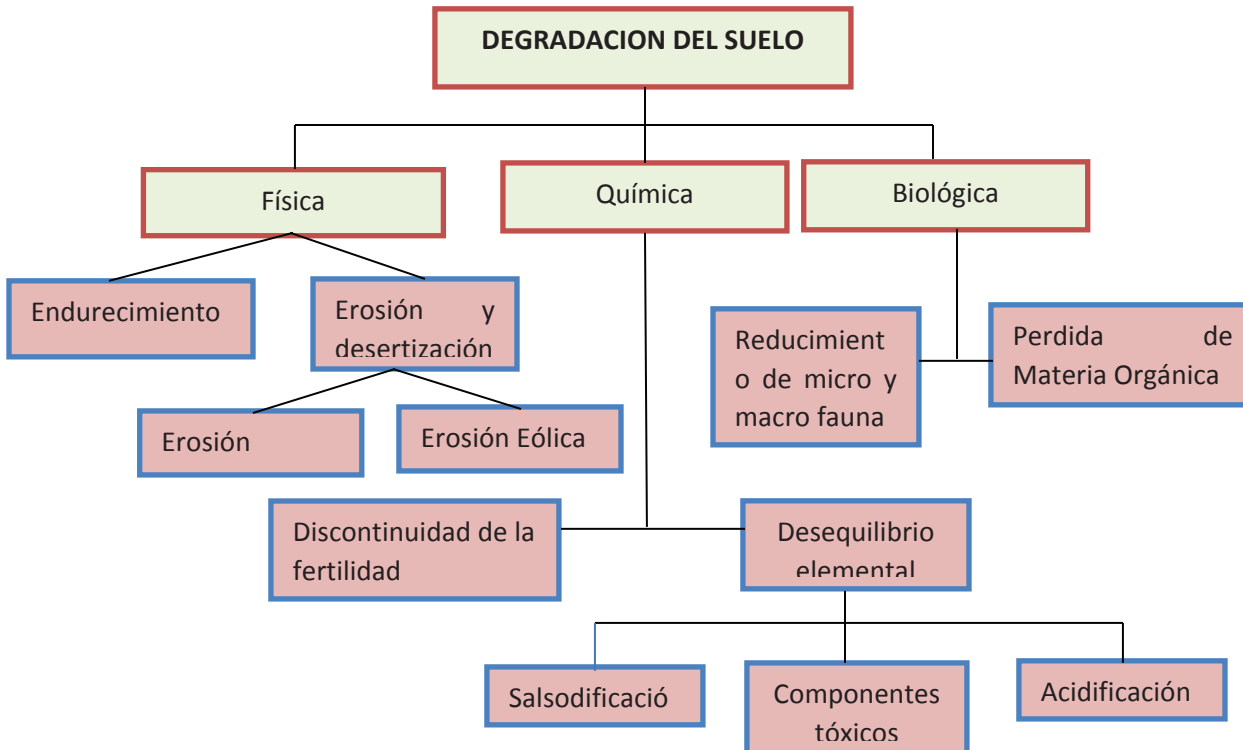 DEGRADACION DEL SUELO
Física
Química
Biológica
Endurecimiento
Erosión y
desertización
Reducimient
o de micro y
macro fauna
Perdida de
Materia Orgánica
Erosión
Erosión Eólica
Discontinuidad de la
fertilidad
Desequilibrio
elemental
Salsodificació
Componentes
tóxicos
Acidificación